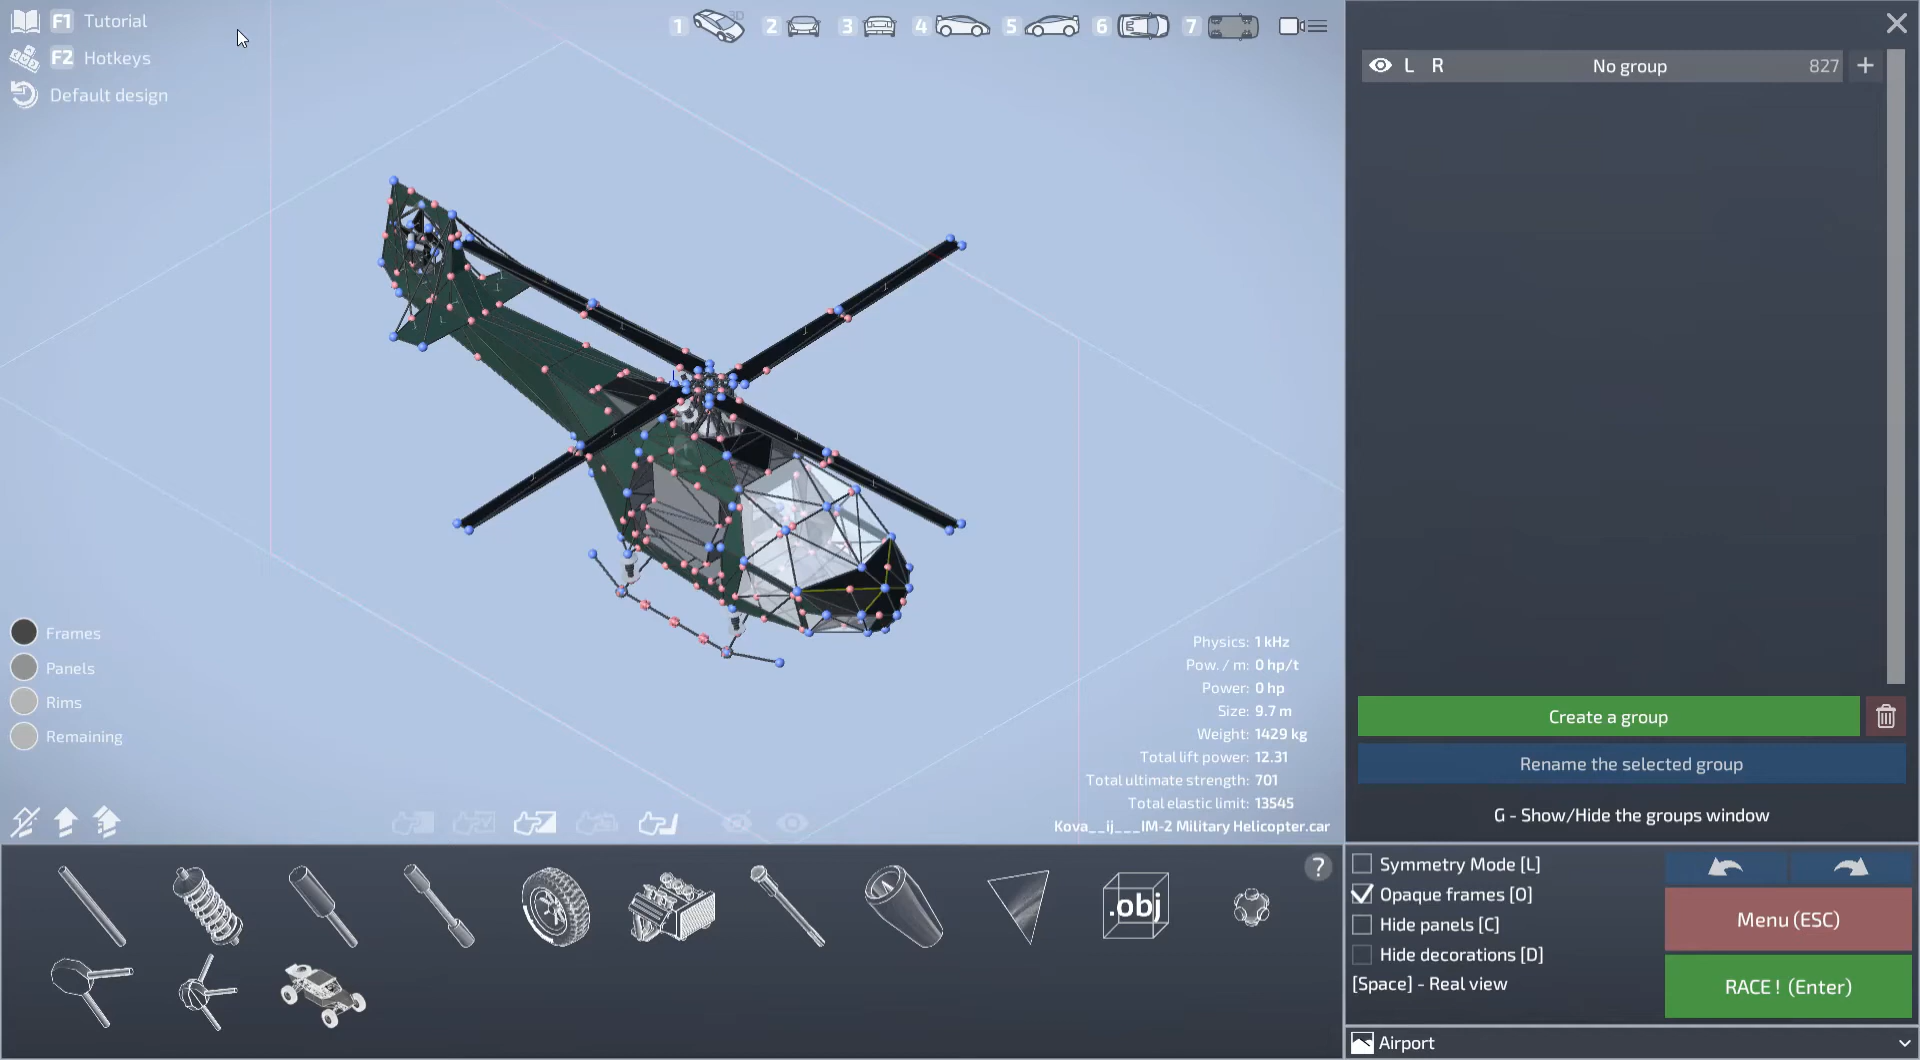 F1 Tutorial
F2 Hotkeys
Default design
1 3D 2 3 4 5 6 7
L R No group 827 +
Frames
Panels
Rims
Remaining
Physics: 1 kHz
Pow. / m: 0 hp/t
Power: 0 hp
Size: 9.7 m
Weight: 1429 kg
Total lift power: 12.31
Total ultimate strength: 701
Total elastic limit: 13545
Kova__ij___IM-2 Military Helicopter.car
Create a group
Rename the selected group
G - Show/Hide the groups window
?
.obj
Symmetry Mode [L]
Opaque frames [O]
Hide panels [C]
Hide decorations [D]
[Space] - Real view
Menu (ESC)
RACE ! (Enter)
Airport